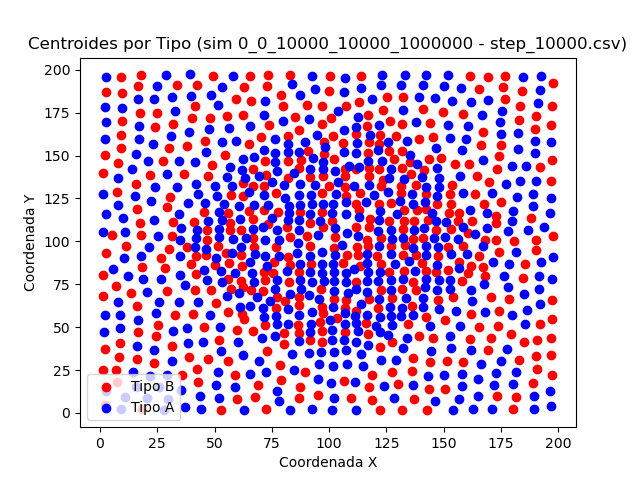 Centroides por Tipo (sim 0_0_10000_10000_1000000 - step_10000.csv)
200
175
150
125
100
75
50
25
0
Coordenada Y
Tipo B
Tipo A
0 25 50 75 100 125 150 175 200
Coordenada X